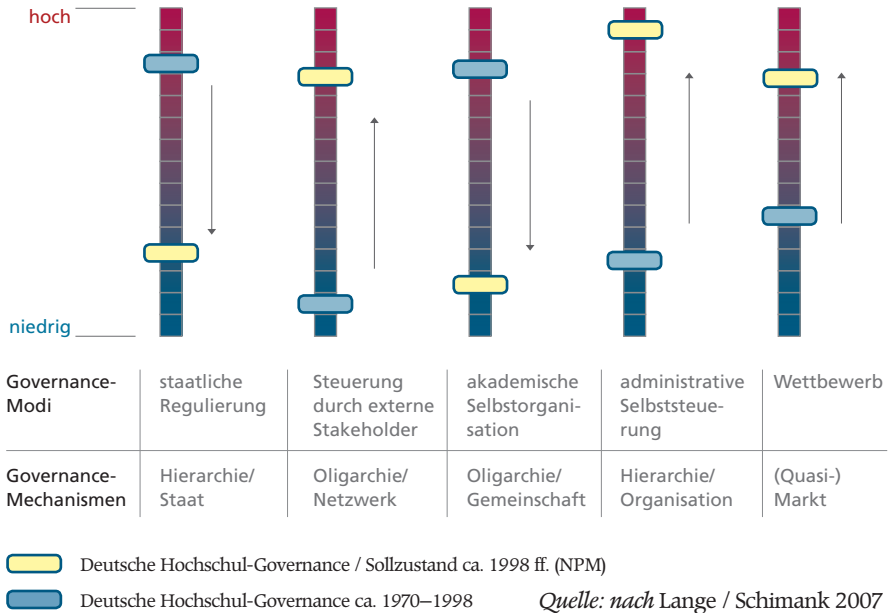 hoch
niedrig
Governance-
Modi
staatliche
Regulierung
Steuerung
durch externe
Stakeholder
akademische
Selbstorgani-
sation
administrative
Selbststeue-
rung
Wettbewerb
Governance-
Mechanismen
Hierarchie/
Staat
Oligarchie/
Netzwerk
Oligarchie/
Gemeinschaft
Hierarchie/
Organisation
(Quasi-)
Markt
Deutsche Hochschul-Governance / Sollzustand ca. 1998 ff. (NPM)
Deutsche Hochschul-Governance ca. 1970–1998
Quelle: nach Lange / Schimank 2007